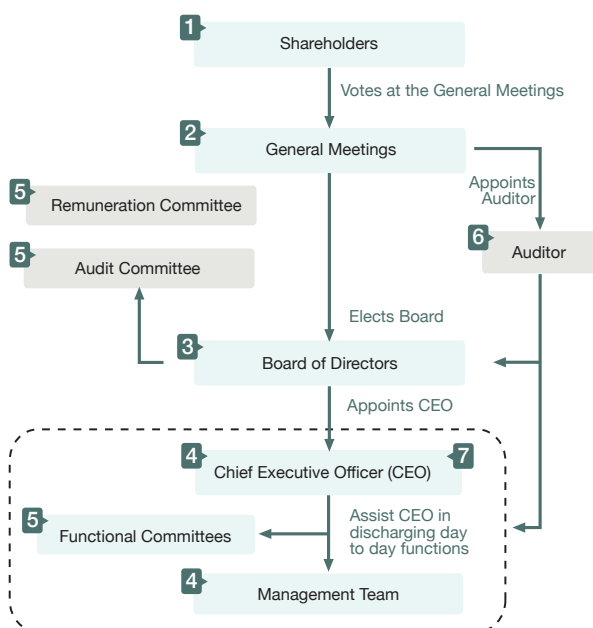 1
Shareholders
Votes at the General Meetings
2
General Meetings
Appoints
Auditor
5
Remuneration Committee
6
Auditor
5
Audit Committee
Elects Board
3
Board of Directors
Appoints CEO
4
7
Chief Executive Officer (CEO)
5
Functional Committees
Assist CEO in
discharging day
to day functions
4
Management Team